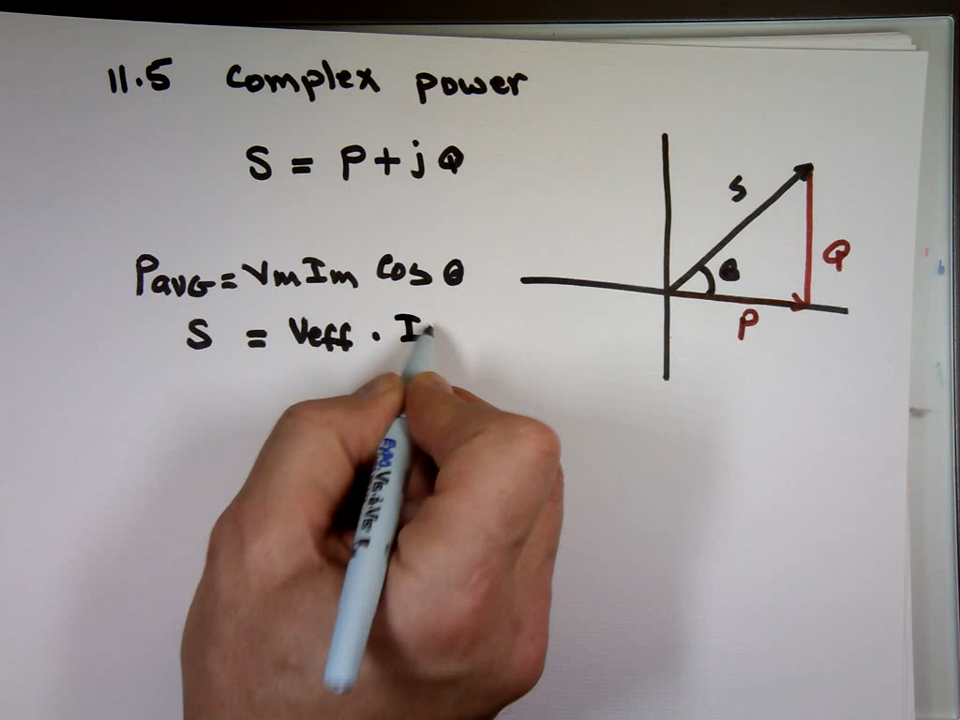 11.5 complex power
S = P + j Q
PAVG = Vm Im Cos θ
S = Veff . I
S
θ
Q
P
Expo Vis-à-Vis